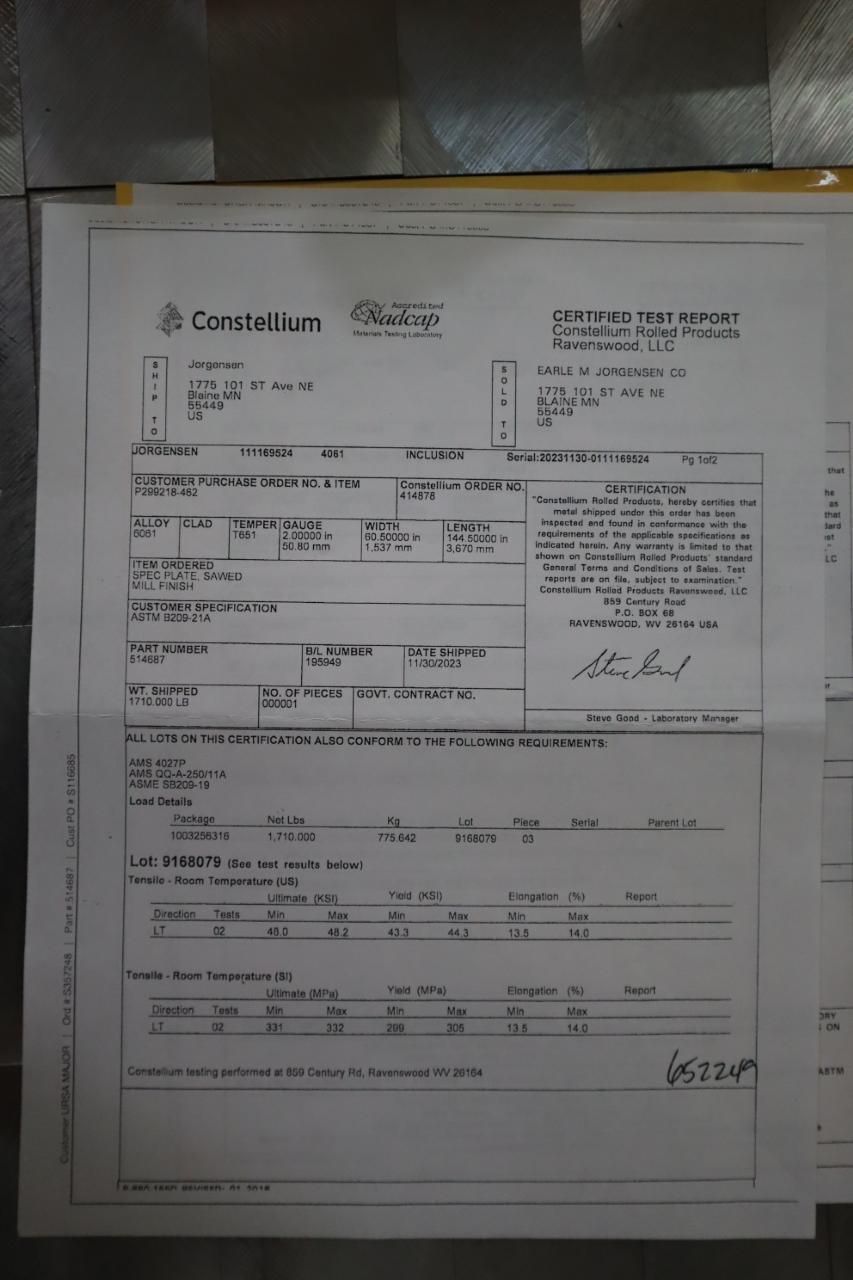 Constellium
Accredited
Nadcap
Materials Testing Laboratory
CERTIFIED TEST REPORT
Constellium Rolled Products
Ravenswood, LLC
SHIP TO
Jorgensen
1775 101 ST Ave NE
Blaine MN
55449
US
SOLD TO
EARLE M JORGENSEN CO
1775 101 ST AVE NE
BLAINE MN
55449
US
JORGENSEN 111169524 4061 INCLUSION Serial:20231130-0111169524 Pg 1of2
CUSTOMER PURCHASE ORDER NO. & ITEM
P299218-462
Constellium ORDER NO.
414878
ALLOY CLAD TEMPER GAUGE WIDTH LENGTH
6061 T651 2.00000 in 60.50000 in 144.50000 in
50.80 mm 1,537 mm 3,670 mm
ITEM ORDERED
SPEC PLATE, SAWED
MILL FINISH
CUSTOMER SPECIFICATION
ASTM B209-21A
PART NUMBER B/L NUMBER DATE SHIPPED
514687 195949 11/30/2023
WT. SHIPPED NO. OF PIECES GOVT. CONTRACT NO.
1710.000 LB 000001
CERTIFICATION
"Constellium Rolled Products, hereby certifies that
metal shipped under this order has been
inspected and found in conformance with the
requirements of the applicable specifications as
indicated herein. Any warranty is limited to that
shown on Constellium Rolled Products' standard
General Terms and Conditions of Sales. Test
reports are on file, subject to examination."
Constellium Rolled Products Ravenswood, LLC
859 Century Road
P.O. BOX 68
RAVENSWOOD, WV 26164 USA
Steve Good
Steve Good - Laboratory Manager
ALL LOTS ON THIS CERTIFICATION ALSO CONFORM TO THE FOLLOWING REQUIREMENTS:
AMS 4027P
AMS QQ-A-250/11A
ASME SB209-19
Load Details
Package Net Lbs Kg Lot Piece Serial Parent Lot
1003256316 1,710.000 775.642 9168079 03
Lot: 9168079 (See test results below)
Tensile - Room Temperature (US)
Ultimate (KSI) Yield (KSI) Elongation (%) Report
Direction Tests Min Max Min Max Min Max
LT 02 48.0 48.2 43.3 44.3 13.5 14.0
Tensile - Room Temperature (SI)
Ultimate (MPa) Yield (MPa) Elongation (%) Report
Direction Tests Min Max Min Max Min Max
LT 02 331 332 299 305 13.5 14.0
Constellium testing performed at 859 Century Rd, Ravenswood WV 26164
652249
Customer URSA MAJOR | Ord # S357248 | Part # 514687 | Cust PO # S116685
that
he
as
that
dard
est
LC
ORY
ON
ASTM